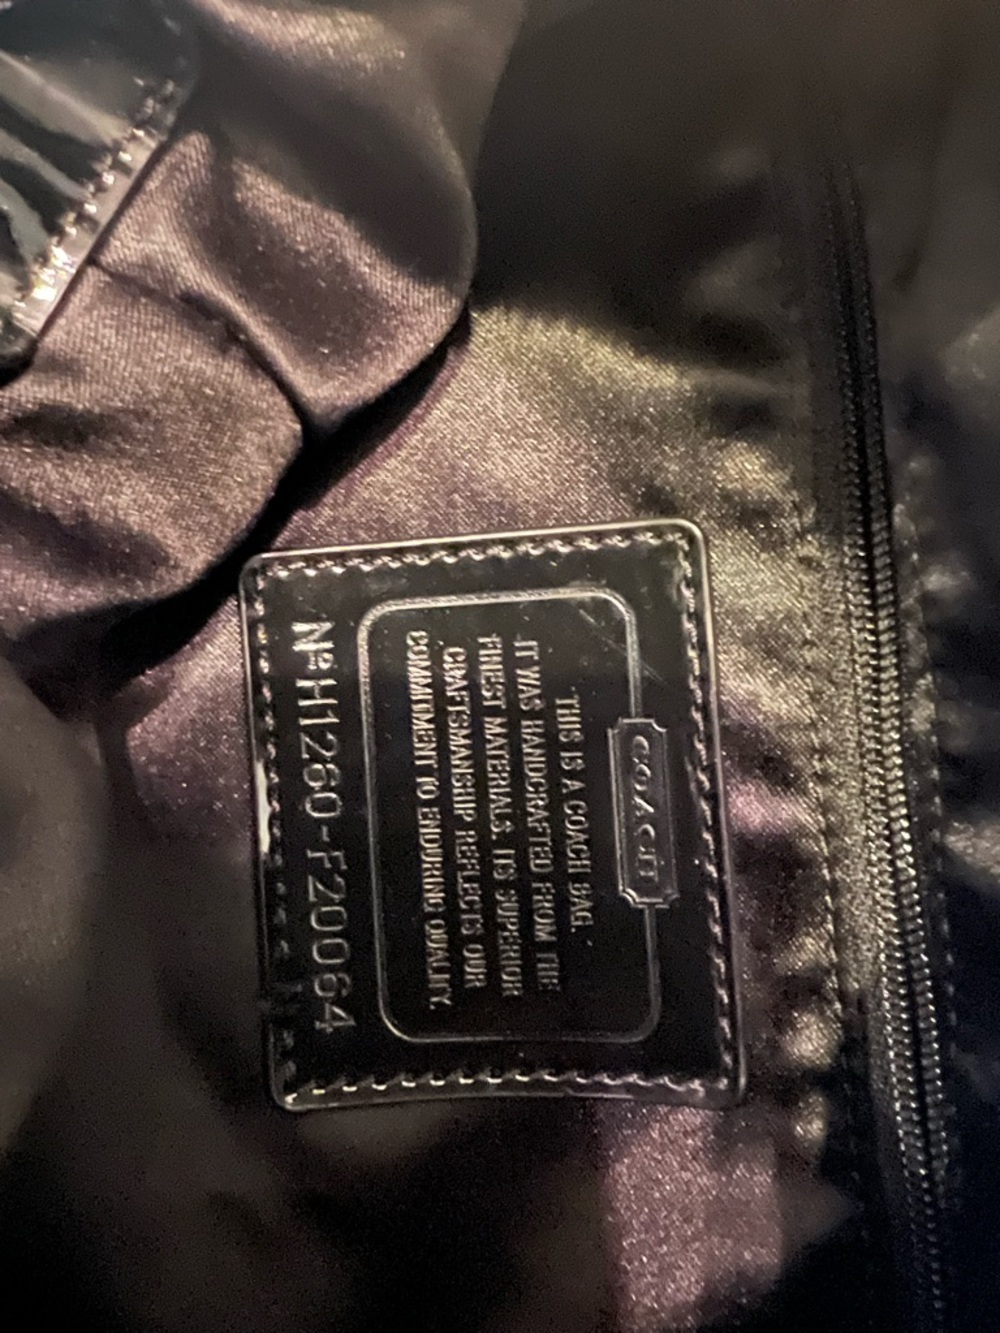 COACH
THIS IS A COACH BAG.
IT WAS HANDCRAFTED FROM THE
FINEST MATERIALS. ITS SUPERIOR
CRAFTSMANSHIP REFLECTS OUR
COMMITMENT TO ENDURING QUALITY.
Nº H1260-F20064